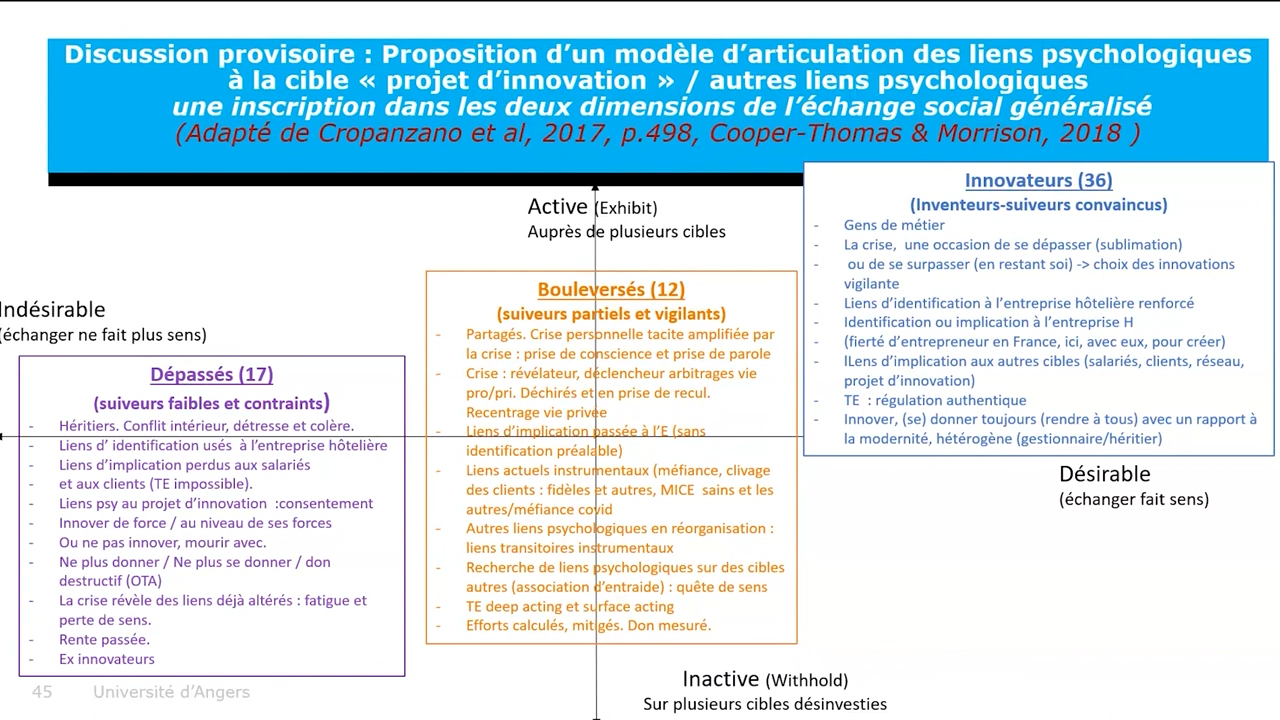 Discussion provisoire : Proposition d’un modèle d’articulation des liens psychologiques
à la cible « projet d’innovation » / autres liens psychologiques
une inscription dans les deux dimensions de l’échange social généralisé
(Adapté de Cropanzano et al, 2017, p.498, Cooper-Thomas & Morrison, 2018 )
Active (Exhibit)
Auprès de plusieurs cibles
Indésirable
(échanger ne fait plus sens)
Dépassés (17)
(suiveurs faibles et contraints)
- Héritiers. Conflit intérieur, détresse et colère.
- Liens d’ identification usés à l’entreprise hôtelière
- Liens d’implication perdus aux salariés
- et aux clients (TE impossible).
- Liens psy au projet d’innovation :consentement
- Innover de force / au niveau de ses forces
- Ou ne pas innover, mourir avec.
- Ne plus donner / Ne plus se donner / don
destructif (OTA)
- La crise révèle des liens déjà altérés : fatigue et
perte de sens.
- Rente passée.
- Ex innovateurs
Bouleversés (12)
(suiveurs partiels et vigilants)
- Partagés. Crise personnelle tacite amplifiée par
la crise : prise de conscience et prise de parole
- Crise : révélateur, déclencheur arbitrages vie
pro/pri. Déchirés et en prise de recul.
Recentrage vie privée
- Liens d’implication passée à l’E (sans
identification préalable)
- Liens actuels instrumentaux (méfiance, clivage
des clients : fidèles et autres, MICE sains et les
autres/méfiance covid
- Autres liens psychologiques en réorganisation :
liens transitoires instrumentaux
- Recherche de liens psychologiques sur des cibles
autres (association d’entraide) : quête de sens
- TE deep acting et surface acting
- Efforts calculés, mitigés. Don mesuré.
Innovateurs (36)
(Inventeurs-suiveurs convaincus)
- Gens de métier
- La crise, une occasion de se dépasser (sublimation)
- ou de se surpasser (en restant soi) -> choix des innovations
vigilante
- Liens d’identification à l’entreprise hôtelière renforcé
- Identification ou implication à l’entreprise H
- (fierté d’entrepreneur en France, ici, avec eux, pour créer)
- ILens d’implication aux autres cibles (salariés, clients, réseau,
projet d’innovation)
- TE : régulation authentique
- Innover, (se) donner toujours (rendre à tous) avec un rapport à
la modernité, hétérogène (gestionnaire/héritier)
Désirable
(échanger fait sens)
Inactive (Withhold)
Sur plusieurs cibles désinvesties
45 Université d’Angers